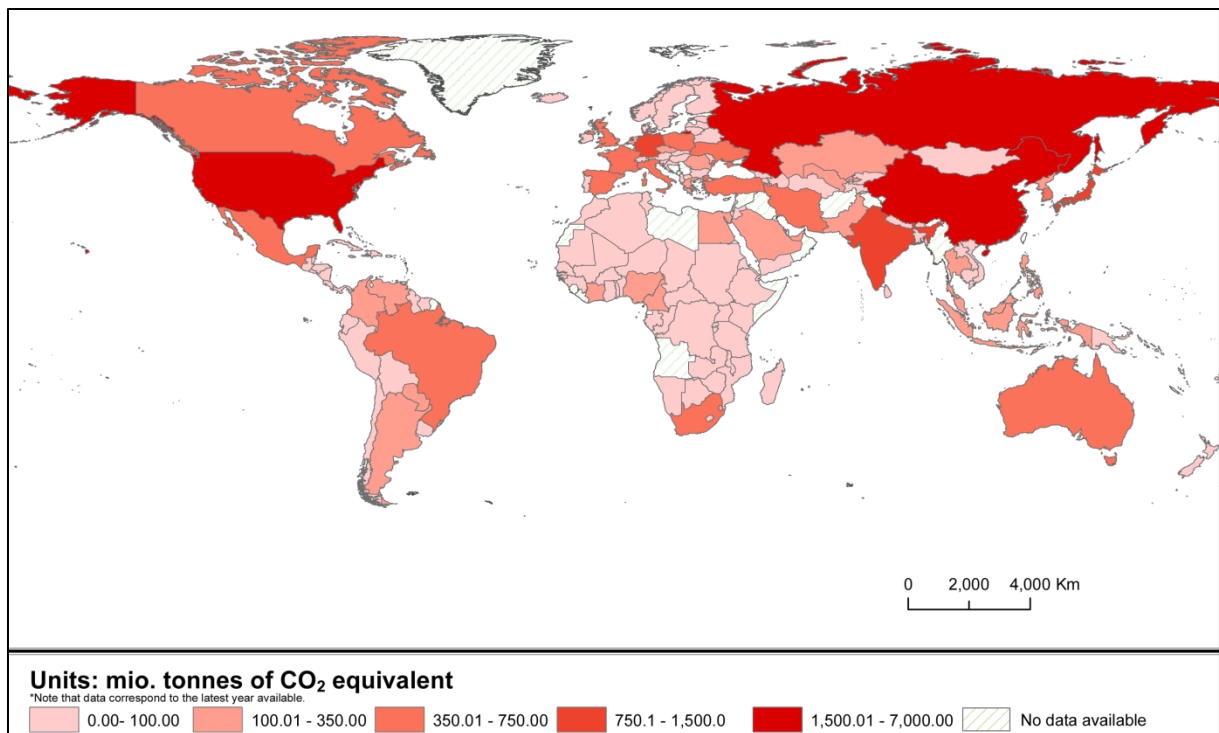 0 2,000 4,000 Km
Units: mio. tonnes of CO₂ equivalent
*Note that data correspond to the latest year available.
0.00- 100.00 100.01 - 350.00 350.01 - 750.00 750.1 - 1,500.0 1,500.01 - 7,000.00 No data available